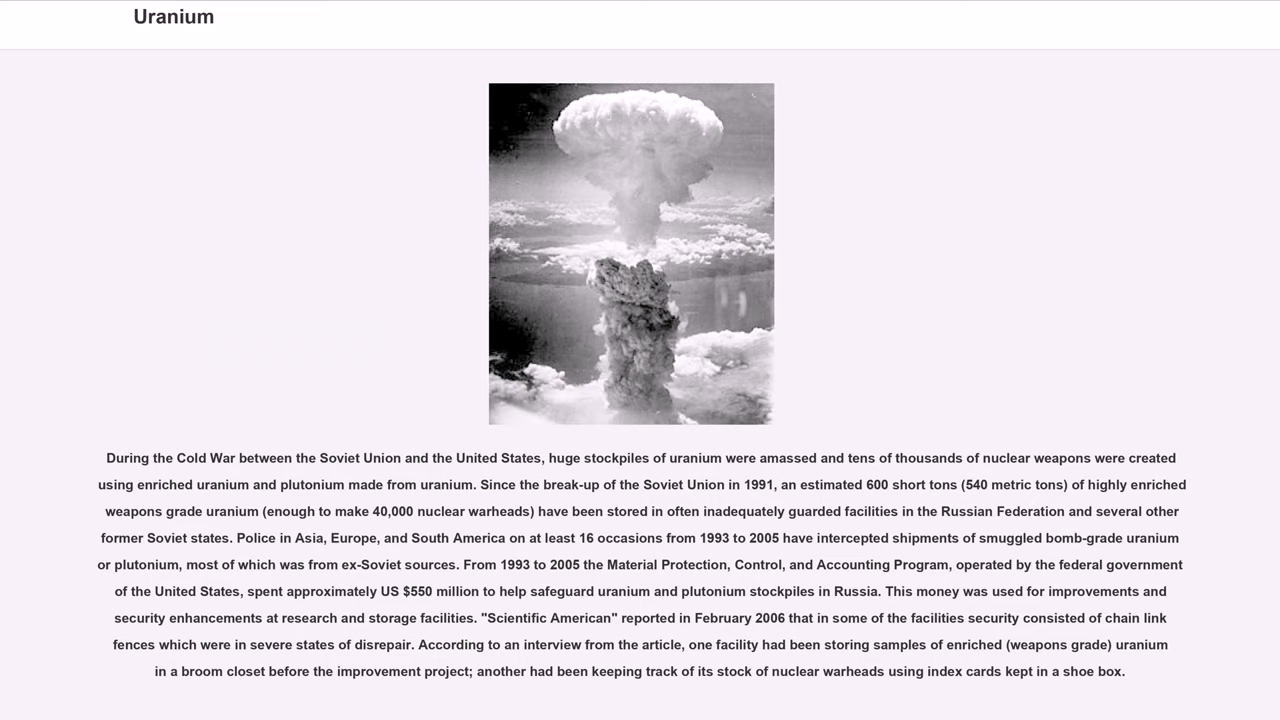 Uranium
During the Cold War between the Soviet Union and the United States, huge stockpiles of uranium were amassed and tens of thousands of nuclear weapons were created
using enriched uranium and plutonium made from uranium. Since the break-up of the Soviet Union in 1991, an estimated 600 short tons (540 metric tons) of highly enriched
weapons grade uranium (enough to make 40,000 nuclear warheads) have been stored in often inadequately guarded facilities in the Russian Federation and several other
former Soviet states. Police in Asia, Europe, and South America on at least 16 occasions from 1993 to 2005 have intercepted shipments of smuggled bomb-grade uranium
or plutonium, most of which was from ex-Soviet sources. From 1993 to 2005 the Material Protection, Control, and Accounting Program, operated by the federal government
of the United States, spent approximately US $550 million to help safeguard uranium and plutonium stockpiles in Russia. This money was used for improvements and
security enhancements at research and storage facilities. "Scientific American" reported in February 2006 that in some of the facilities security consisted of chain link
fences which were in severe states of disrepair. According to an interview from the article, one facility had been storing samples of enriched (weapons grade) uranium
in a broom closet before the improvement project; another had been keeping track of its stock of nuclear warheads using index cards kept in a shoe box.